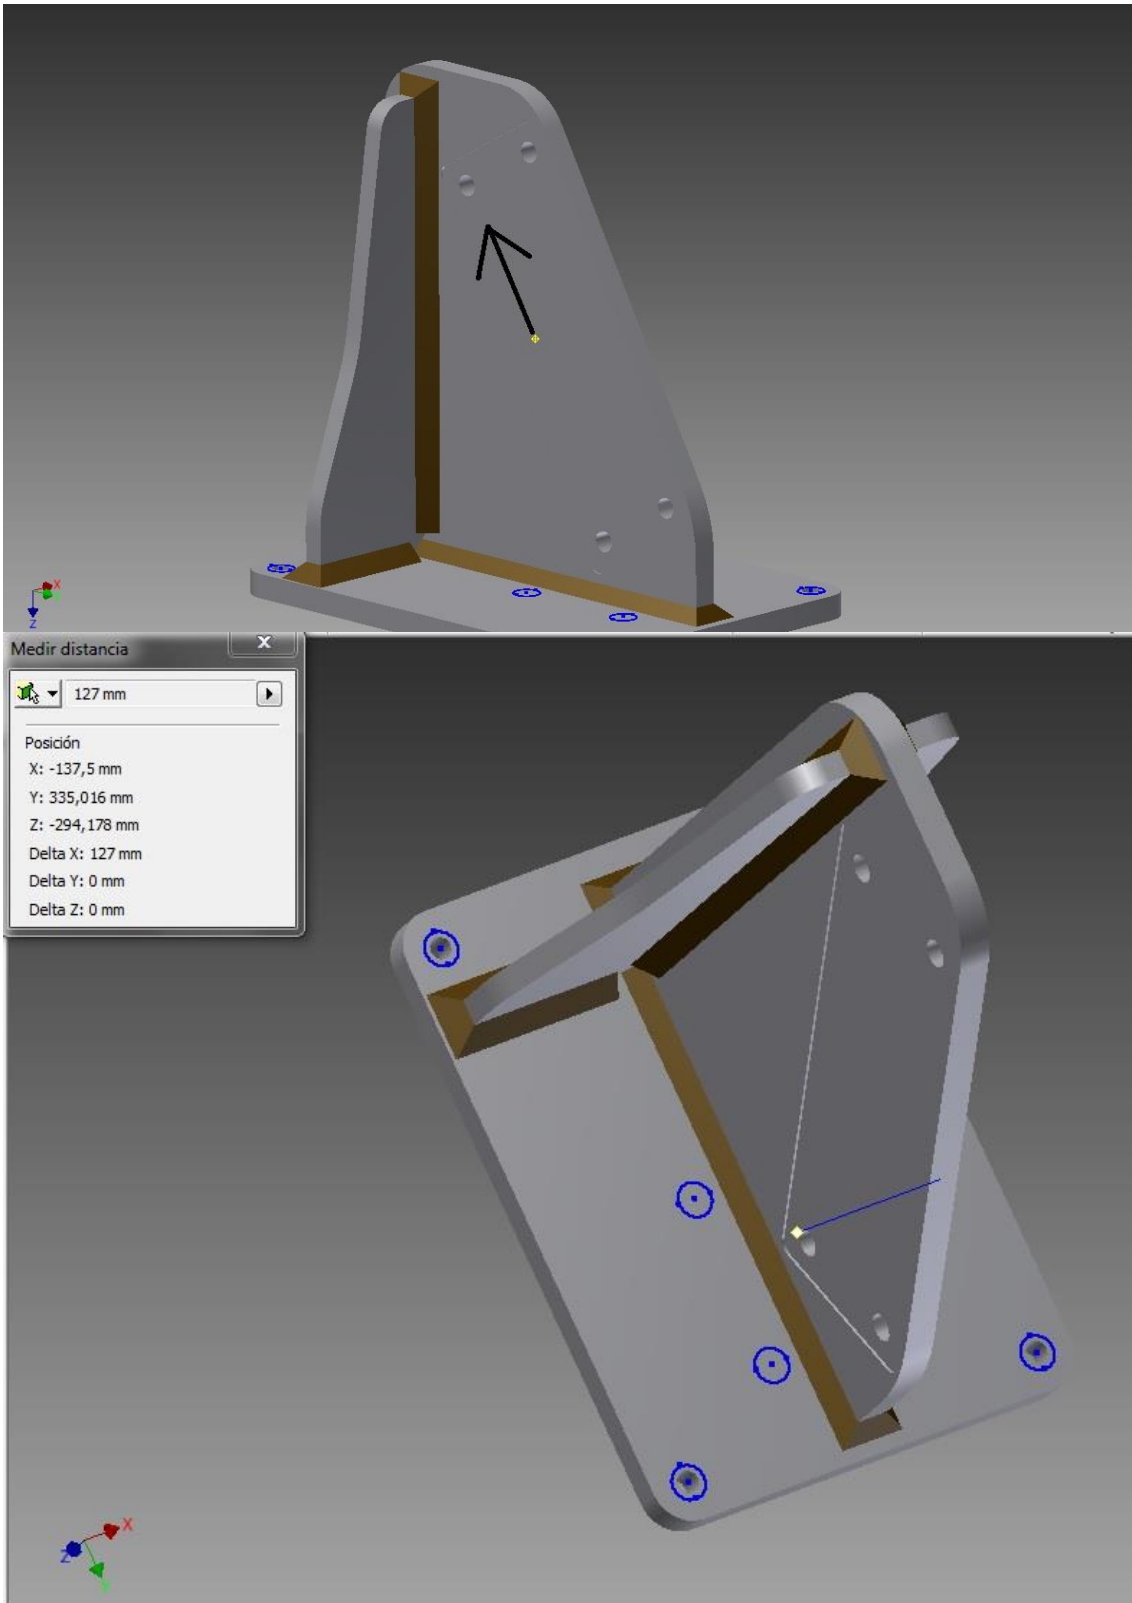 X
Y
Z
Medir distancia
X
127 mm
Posición
X: -137,5 mm
Y: 335,016 mm
Z: -294,178 mm
Delta X: 127 mm
Delta Y: 0 mm
Delta Z: 0 mm
X
Z
Y